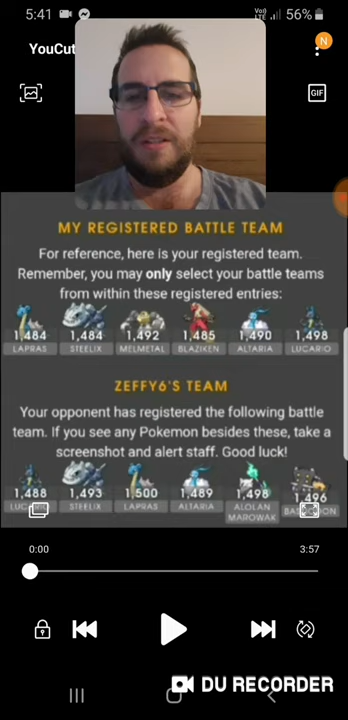 5:41
VoI)
LTE
56%
YouCut
N
GIF
MY REGISTERED BATTLE TEAM
For reference, here is your registered team.
Remember, you may only select your battle teams
from within these registered entries:
1,484 1,484 1,492 1,485 1,490 1,498
LAPRAS STEELIX MELMETAL BLAZIKEN ALTARIA LUCARIO
ZEFFY6'S TEAM
Your opponent has registered the following battle
team. If you see any Pokemon besides these, take a
screenshot and alert staff. Good luck!
1,488 1,493 1,500 1,489 1,498 1,496
STEELIX LAPRAS ALTARIA ALOLAN
MAROWAK
0:00
3:57
DU RECORDER